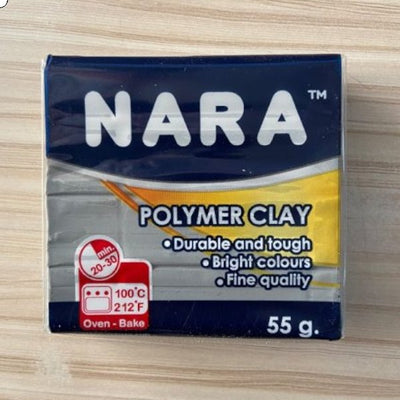 NARA™
POLYMER CLAY
•Durable and tough
•Bright colours
•Fine quality
min.
20-30
100°C
212°F
Oven - Bake
55 g.